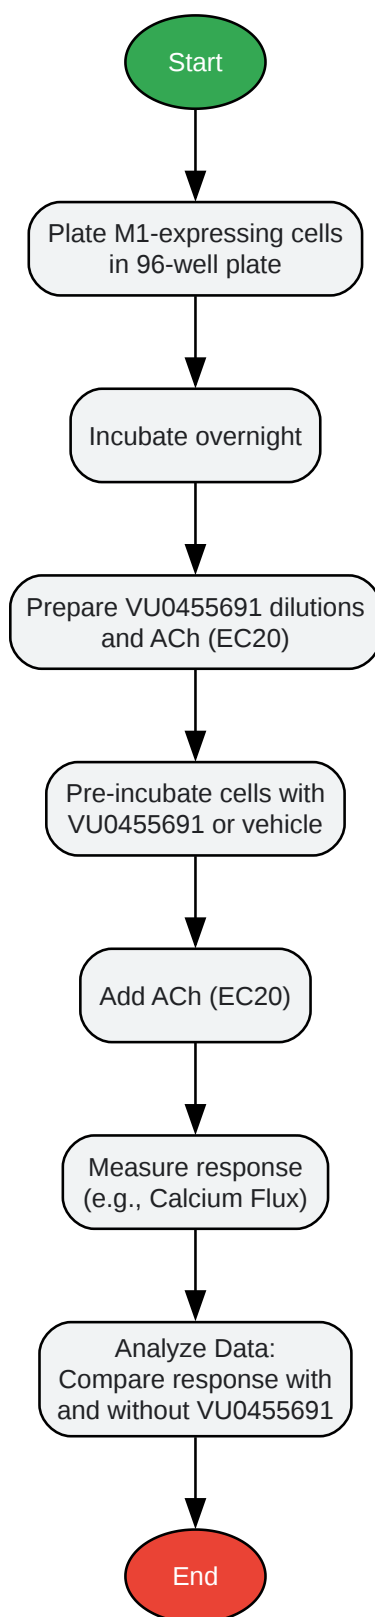 Start
Plate M1-expressing cells
in 96-well plate
Incubate overnight
Prepare VU0455691 dilutions
and ACh (EC20)
Pre-incubate cells with
VU0455691 or vehicle
Add ACh (EC20)
Measure response
(e.g., Calcium Flux)
Analyze Data:
Compare response with
and without VU0455691
End